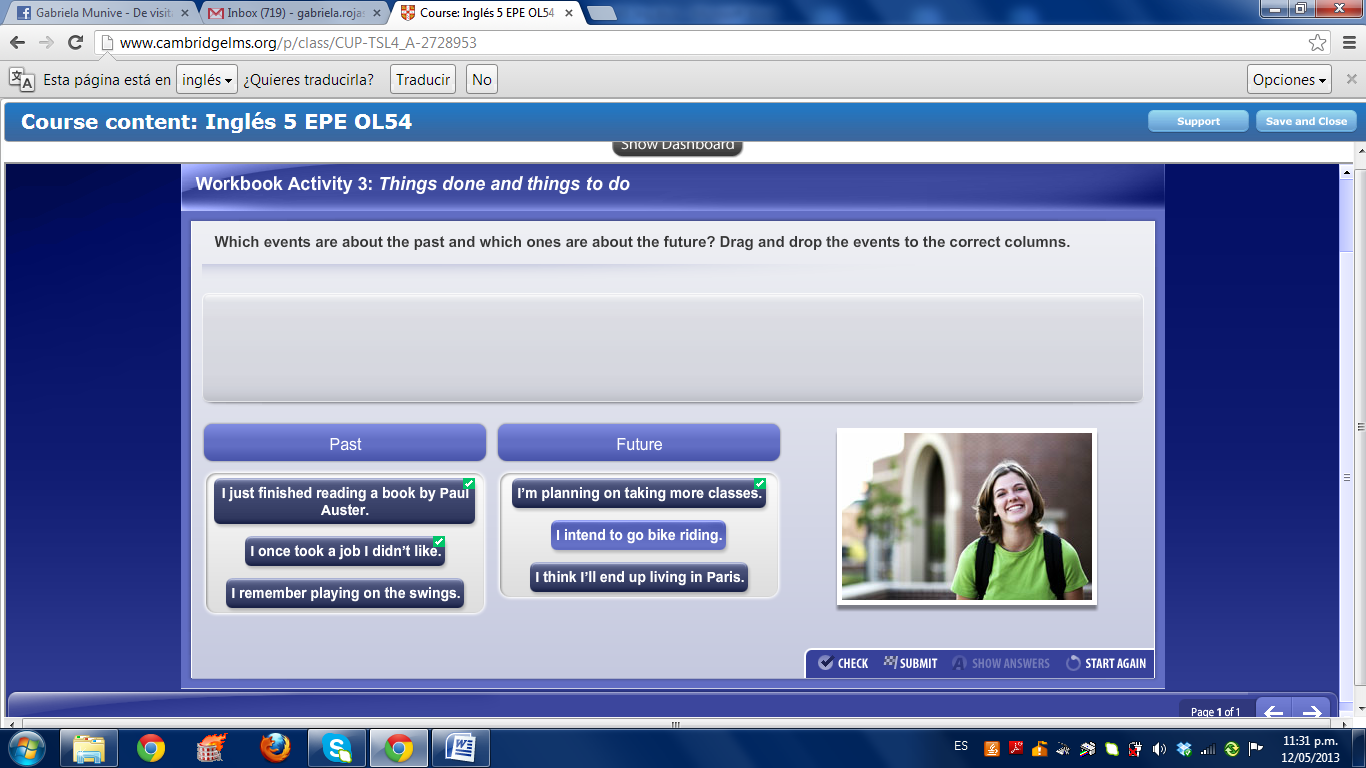 Gabriela Munive - De visita
Inbox (719) - gabriela.rojas
Course: Inglés 5 EPE OL54
www.cambridgelms.org/p/class/CUP-TSL4_A-2728953
Esta página está en inglés ¿Quieres traducirla? Traducir No Opciones
Course content: Inglés 5 EPE OL54
Support
Save and Close
Show Dashboard
Workbook Activity 3: Things done and things to do
Which events are about the past and which ones are about the future? Drag and drop the events to the correct columns.
Past
I just finished reading a book by Paul
Auster.
I once took a job I didn't like.
I remember playing on the swings.
Future
I'm planning on taking more classes.
I intend to go bike riding.
I think I'll end up living in Paris.
CHECK SUBMIT SHOW ANSWERS START AGAIN
Page 1 of 1
ES
11:31 p.m.
12/05/2013